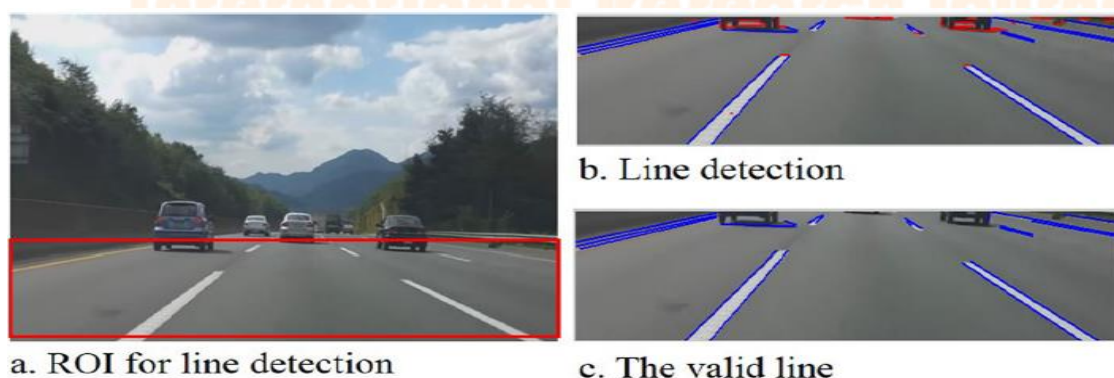 a. ROI for line detection
b. Line detection
c. The valid line